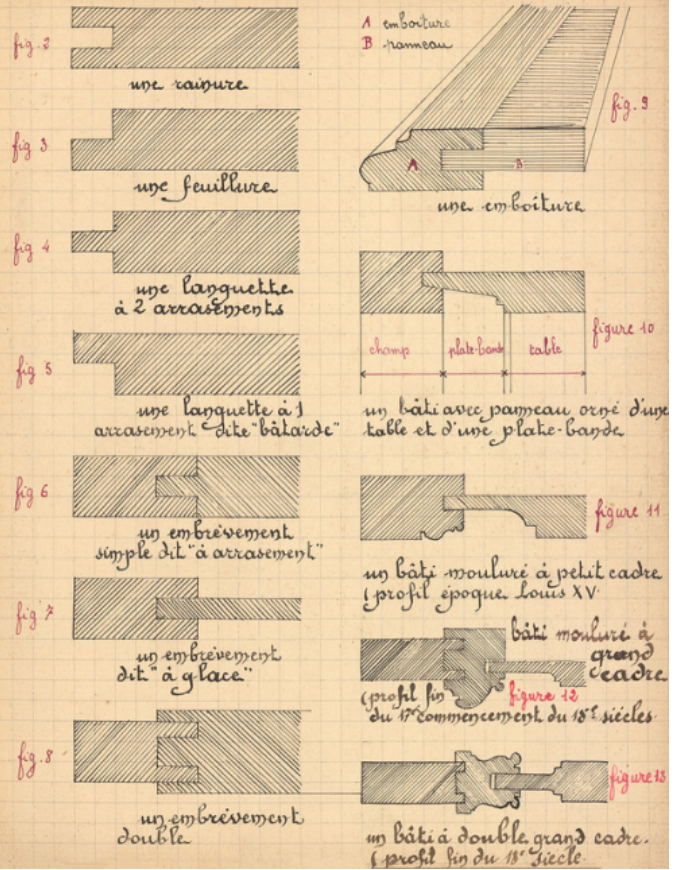 fig. 2
une rainure
fig 3
une feuillure
fig 4
une languette
à 2 arrasements
fig 5
une languette à 1
arrasement dite "bâtarde"
fig 6
un embrèvement
simple dit "à arrasement"
fig 7
un embrèvement
dit "à glace"
fig. 8
un embrèvement
double
A emboiture
B panneau
fig. 9
A
B
une emboîture
figure 10
champ plate-bande table
un bâti avec panneau orné d'une
table et d'une plate-bande
figure 11
un bâti mouluré à petit cadre
(profil époque Louis XV
bâti mouluré à
grand
cadre
figure 12
(profil fin
du 17e commencement du 18e siècles
figure 13
un bâti à double grand cadre.
(profil fin du 18e siècle